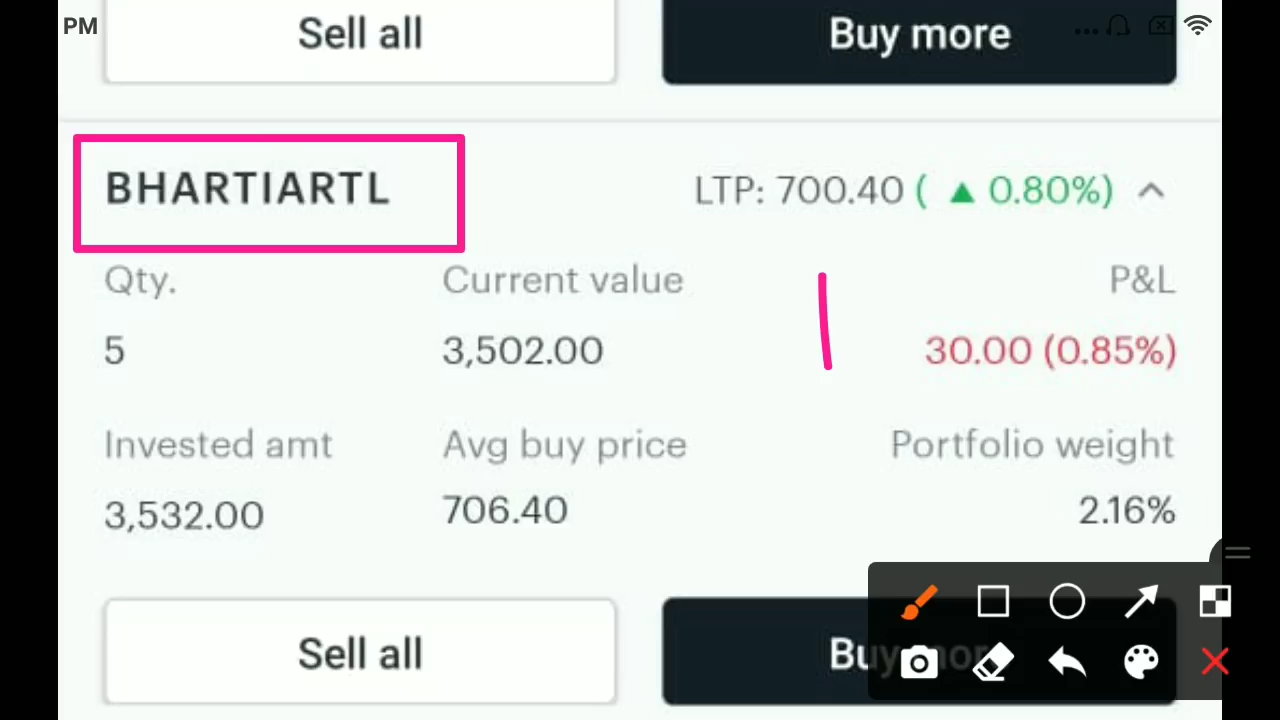 PM
Sell all Buy more
BHARTIARTL LTP: 700.40 ( ▲ 0.80%)
Qty. Current value P&L
5 3,502.00 30.00 (0.85%)
Invested amt Avg buy price Portfolio weight
3,532.00 706.40 2.16%
Sell all Buy mor